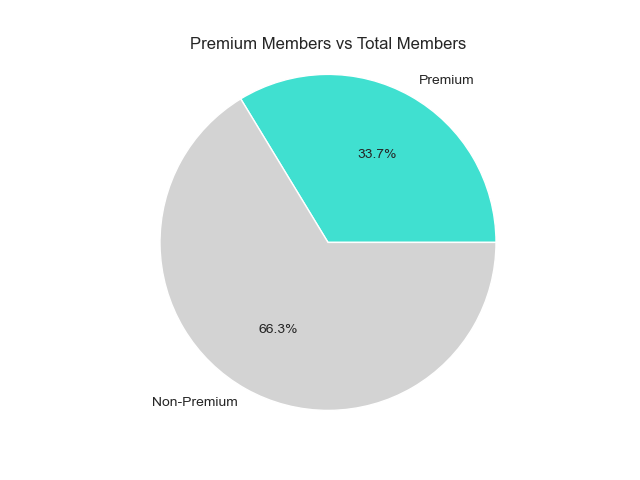 Premium Members vs Total Members
Premium
33.7%
66.3%
Non-Premium